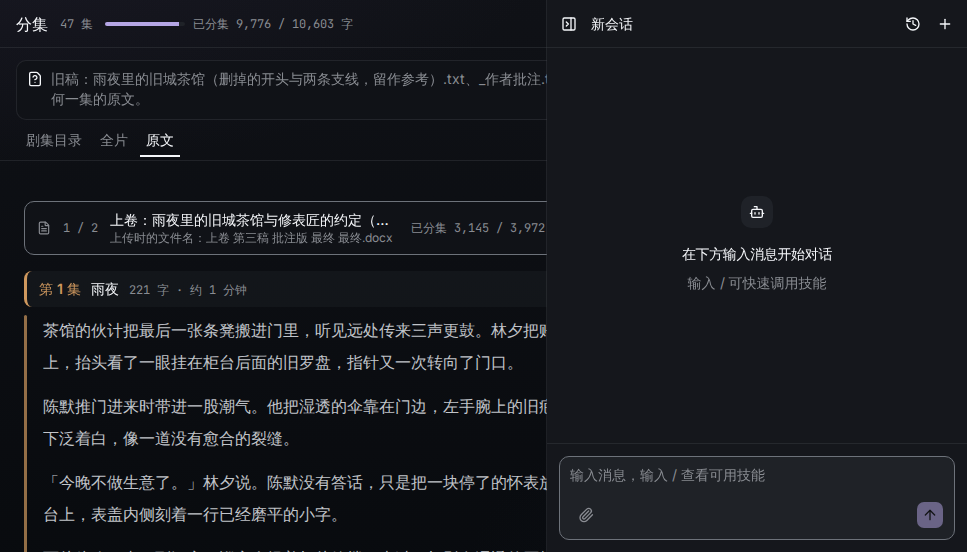 分集 47 集 已分集 9,776 / 10,603 字
旧稿：雨夜里的旧城茶馆（删掉的开头与两条支线，留作参考）.txt、_作者批注.
何一集的原文。
剧集目录 全片 原文
1 / 2 上卷：雨夜里的旧城茶馆与修表匠的约定（… 已分集 3,145 / 3,972
上传时的文件名：上卷 第三稿 批注版 最终 最终.docx
第 1 集 雨夜 221 字 · 约 1 分钟
茶馆的伙计把最后一张条凳搬进门里，听见远处传来三声更鼓。林夕把
上，抬头看了一眼挂在柜台后面的旧罗盘，指针又一次转向了门口。
陈默推门进来时带进一股潮气。他把湿透的伞靠在门边，左手腕上的旧
下泛着白，像一道没有愈合的裂缝。
「今晚不做生意了。」林夕说。陈默没有答话，只是把一块停了的怀表
台上，表盖内侧刻着一行已经磨平的小字。
新会话
在下方输入消息开始对话
输入 / 可快速调用技能
输入消息，输入 / 查看可用技能